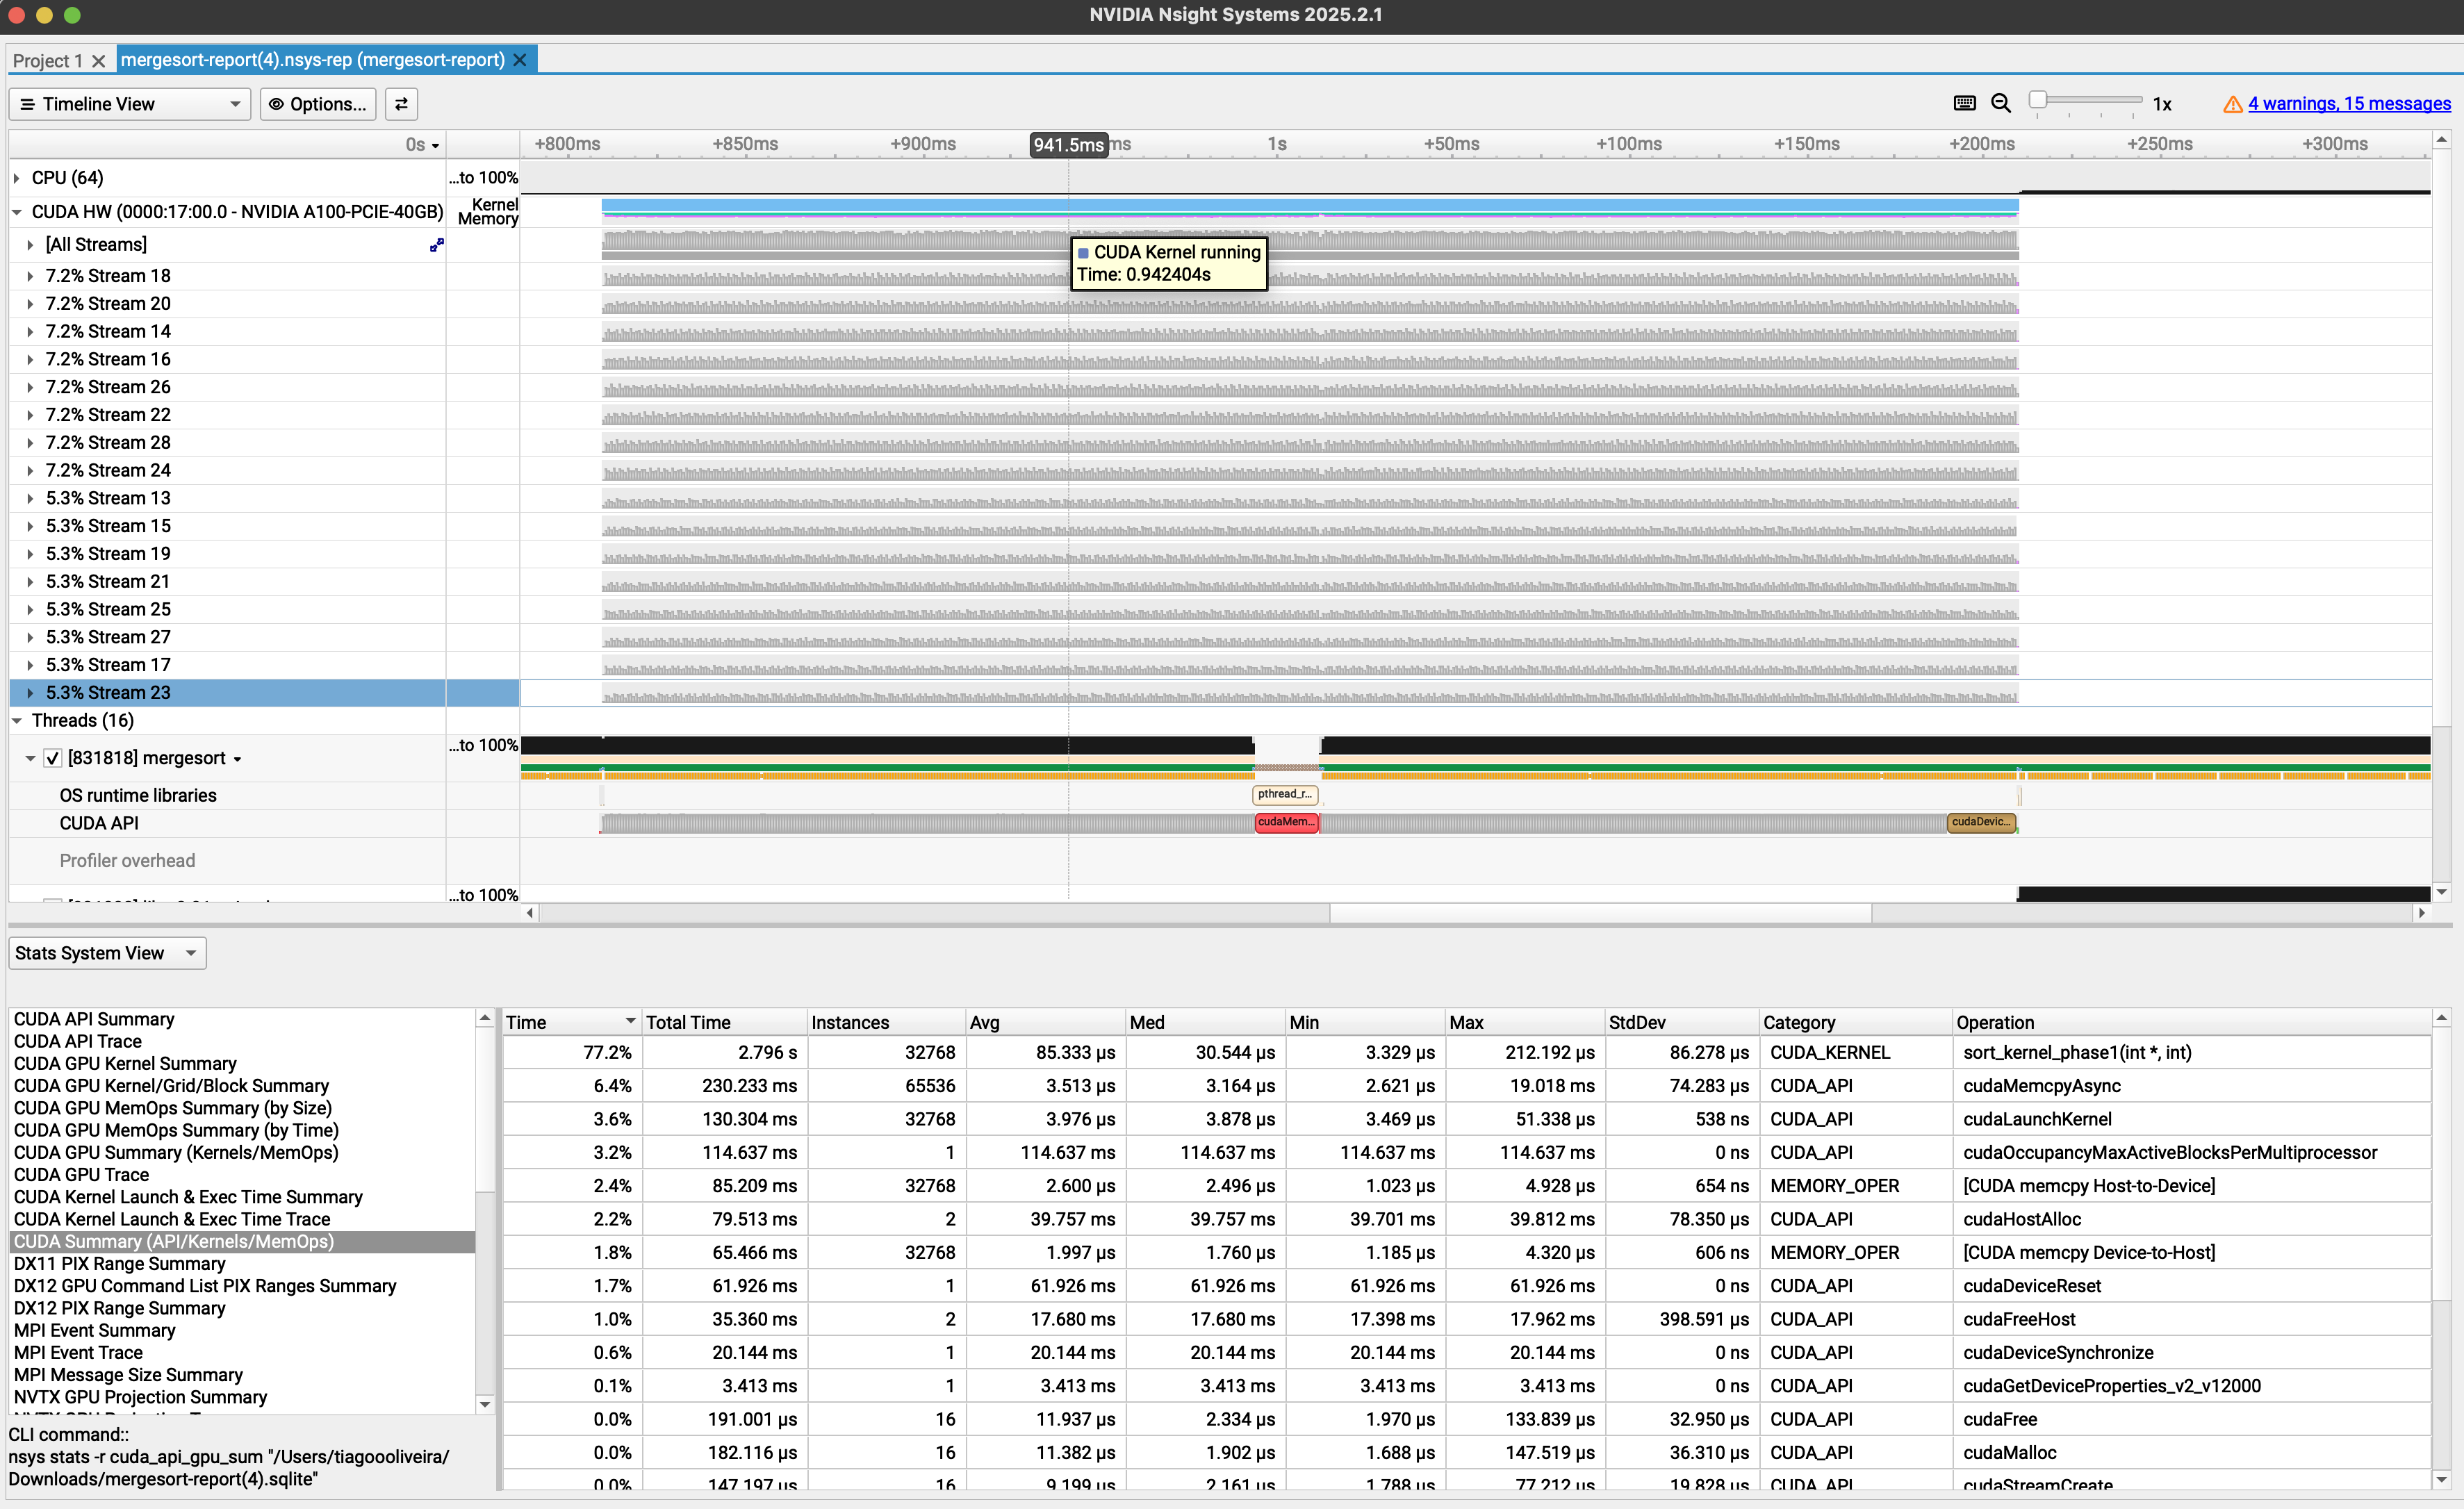 NVIDIA Nsight Systems 2025.2.1
Project 1
mergesort-report(4).nsys-rep (mergesort-report)
Timeline View
Options...
1x
4 warnings, 15 messages
0s
+800ms +850ms +900ms 941.5ms ms 1s +50ms +100ms +150ms +200ms +250ms +300ms
CPU (64) ...to 100%
CUDA HW (0000:17:00.0 - NVIDIA A100-PCIE-40GB) Kernel
Memory
[All Streams]
CUDA Kernel running
Time: 0.942404s
7.2% Stream 18
7.2% Stream 20
7.2% Stream 14
7.2% Stream 16
7.2% Stream 26
7.2% Stream 22
7.2% Stream 28
7.2% Stream 24
5.3% Stream 13
5.3% Stream 15
5.3% Stream 19
5.3% Stream 21
5.3% Stream 25
5.3% Stream 27
5.3% Stream 17
5.3% Stream 23
Threads (16)
[831818] mergesort ...to 100%
OS runtime libraries pthread_r...
CUDA API cudaMem... cudaDevic...
Profiler overhead
...to 100%
Stats System View
CUDA API Summary
CUDA API Trace
CUDA GPU Kernel Summary
CUDA GPU Kernel/Grid/Block Summary
CUDA GPU MemOps Summary (by Size)
CUDA GPU MemOps Summary (by Time)
CUDA GPU Summary (Kernels/MemOps)
CUDA GPU Trace
CUDA Kernel Launch & Exec Time Summary
CUDA Kernel Launch & Exec Time Trace
CUDA Summary (API/Kernels/MemOps)
DX11 PIX Range Summary
DX12 GPU Command List PIX Ranges Summary
DX12 PIX Range Summary
MPI Event Summary
MPI Event Trace
MPI Message Size Summary
NVTX GPU Projection Summary
CLI command::
nsys stats -r cuda_api_gpu_sum "/Users/tiagoooliveira/
Downloads/mergesort-report(4).sqlite"
Time Total Time Instances Avg Med Min Max StdDev Category Operation
77.2% 2.796 s 32768 85.333 µs 30.544 µs 3.329 µs 212.192 µs 86.278 µs CUDA_KERNEL sort_kernel_phase1(int *, int)
6.4% 230.233 ms 65536 3.513 µs 3.164 µs 2.621 µs 19.018 ms 74.283 µs CUDA_API cudaMemcpyAsync
3.6% 130.304 ms 32768 3.976 µs 3.878 µs 3.469 µs 51.338 µs 538 ns CUDA_API cudaLaunchKernel
3.2% 114.637 ms 1 114.637 ms 114.637 ms 114.637 ms 114.637 ms 0 ns CUDA_API cudaOccupancyMaxActiveBlocksPerMultiprocessor
2.4% 85.209 ms 32768 2.600 µs 2.496 µs 1.023 µs 4.928 µs 654 ns MEMORY_OPER [CUDA memcpy Host-to-Device]
2.2% 79.513 ms 2 39.757 ms 39.757 ms 39.701 ms 39.812 ms 78.350 µs CUDA_API cudaHostAlloc
1.8% 65.466 ms 32768 1.997 µs 1.760 µs 1.185 µs 4.320 µs 606 ns MEMORY_OPER [CUDA memcpy Device-to-Host]
1.7% 61.926 ms 1 61.926 ms 61.926 ms 61.926 ms 61.926 ms 0 ns CUDA_API cudaDeviceReset
1.0% 35.360 ms 2 17.680 ms 17.680 ms 17.398 ms 17.962 ms 398.591 µs CUDA_API cudaFreeHost
0.6% 20.144 ms 1 20.144 ms 20.144 ms 20.144 ms 20.144 ms 0 ns CUDA_API cudaDeviceSynchronize
0.1% 3.413 ms 1 3.413 ms 3.413 ms 3.413 ms 3.413 ms 0 ns CUDA_API cudaGetDeviceProperties_v2_v12000
0.0% 191.001 µs 16 11.937 µs 2.334 µs 1.970 µs 133.839 µs 32.950 µs CUDA_API cudaFree
0.0% 182.116 µs 16 11.382 µs 1.902 µs 1.688 µs 147.519 µs 36.310 µs CUDA_API cudaMalloc
0.0% 147.197 µs 16 9.199 µs 2.161 µs 1.788 µs 77.212 µs 19.828 µs CUDA_API cudaStreamCreate